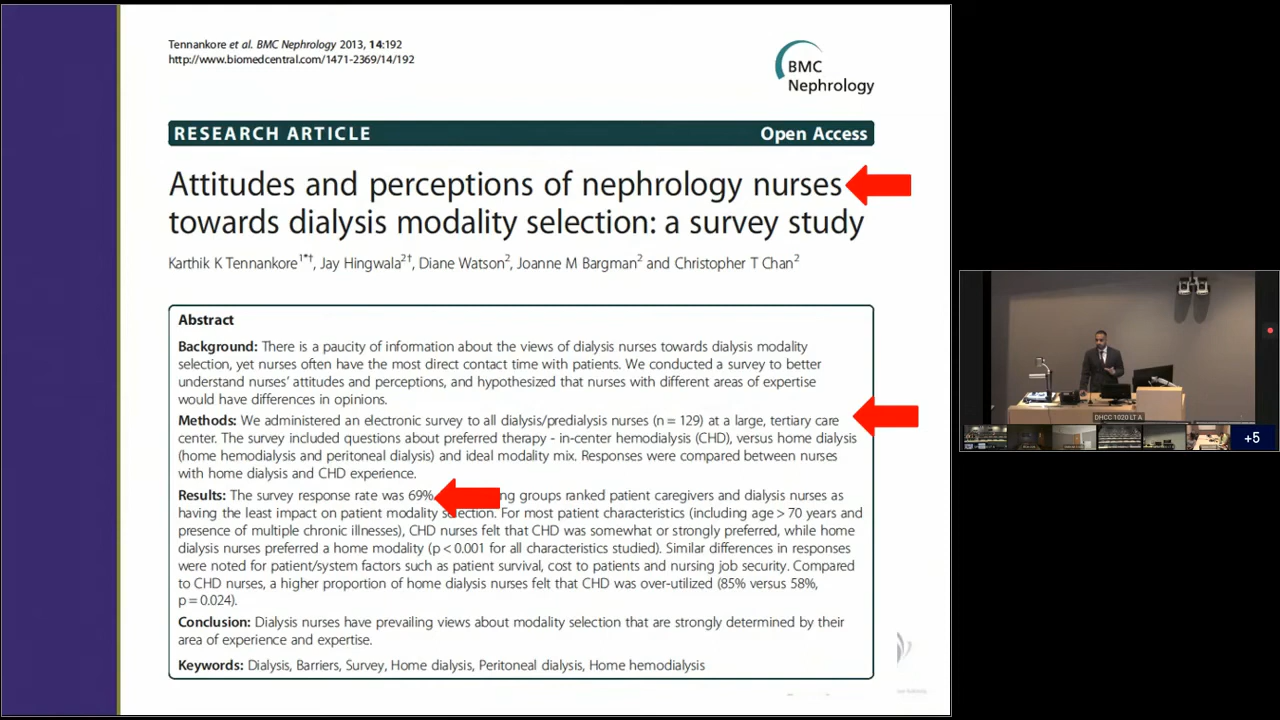 Tennankore et al. BMC Nephrology 2013, 14:192
http://www.biomedcentral.com/1471-2369/14/192
BMC
Nephrology
RESEARCH ARTICLE Open Access
Attitudes and perceptions of nephrology nurses
towards dialysis modality selection: a survey study
Karthik K Tennankore1*†, Jay Hingwala2†, Diane Watson2, Joanne M Bargman2 and Christopher T Chan2
Abstract
Background: There is a paucity of information about the views of dialysis nurses towards dialysis modality
selection, yet nurses often have the most direct contact time with patients. We conducted a survey to better
understand nurses' attitudes and perceptions, and hypothesized that nurses with different areas of expertise
would have differences in opinions.
Methods: We administered an electronic survey to all dialysis/predialysis nurses (n = 129) at a large, tertiary care
center. The survey included questions about preferred therapy - in-center hemodialysis (CHD), versus home dialysis
(home hemodialysis and peritoneal dialysis) and ideal modality mix. Responses were compared between nurses
with home dialysis and CHD experience.
Results: The survey response rate was 69%. groups ranked patient caregivers and dialysis nurses as
having the least impact on patient modality selection. For most patient characteristics (including age > 70 years and
presence of multiple chronic illnesses), CHD nurses felt that CHD was somewhat or strongly preferred, while home
dialysis nurses preferred a home modality (p < 0.001 for all characteristics studied). Similar differences in responses
were noted for patient/system factors such as patient survival, cost to patients and nursing job security. Compared
to CHD nurses, a higher proportion of home dialysis nurses felt that CHD was over-utilized (85% versus 58%,
p = 0.024).
Conclusion: Dialysis nurses have prevailing views about modality selection that are strongly determined by their
area of experience and expertise.
Keywords: Dialysis, Barriers, Survey, Home dialysis, Peritoneal dialysis, Home hemodialysis
DHCC 1020 LT A
+5